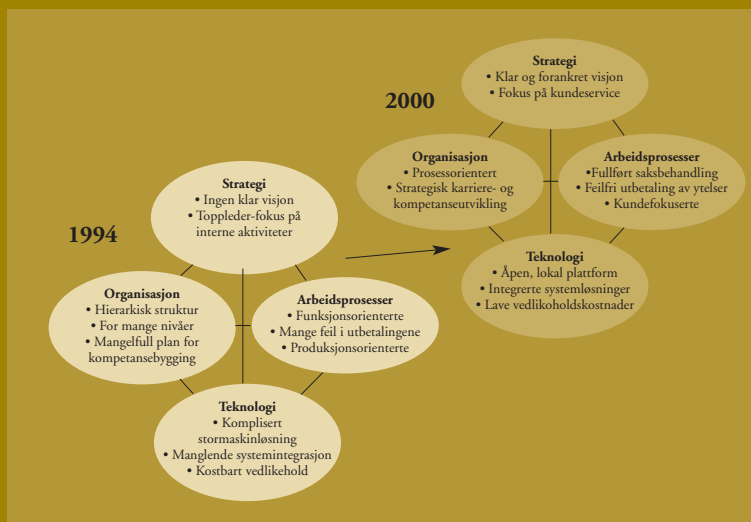 1994
Strategi
• Ingen klar visjon
• Toppleder-fokus på
interne aktiviteter
Organisasjon
• Hierarkisk struktur
• For mange nivåer
• Mangelfull plan for
kompetansebygging
Arbeidsprosesser
• Funksjonsorienterte
• Mange feil i utbetalingene
• Produksjonsorienterte
Teknologi
• Komplisert
stormaskinløsning
• Manglende systemintegrasjon
• Kostbart vedlikehold
2000
Strategi
• Klar og forankret visjon
• Fokus på kundeservice
Organisasjon
• Prosessorientert
• Strategisk karriere- og
kompetanseutvikling
Arbeidsprosesser
•Fullført saksbehandling
• Feilfri utbetaling av ytelser
• Kundefokuserte
Teknologi
• Åpen, lokal plattform
• Integrerte systemløsninger
• Lave vedlikoholdskostnader